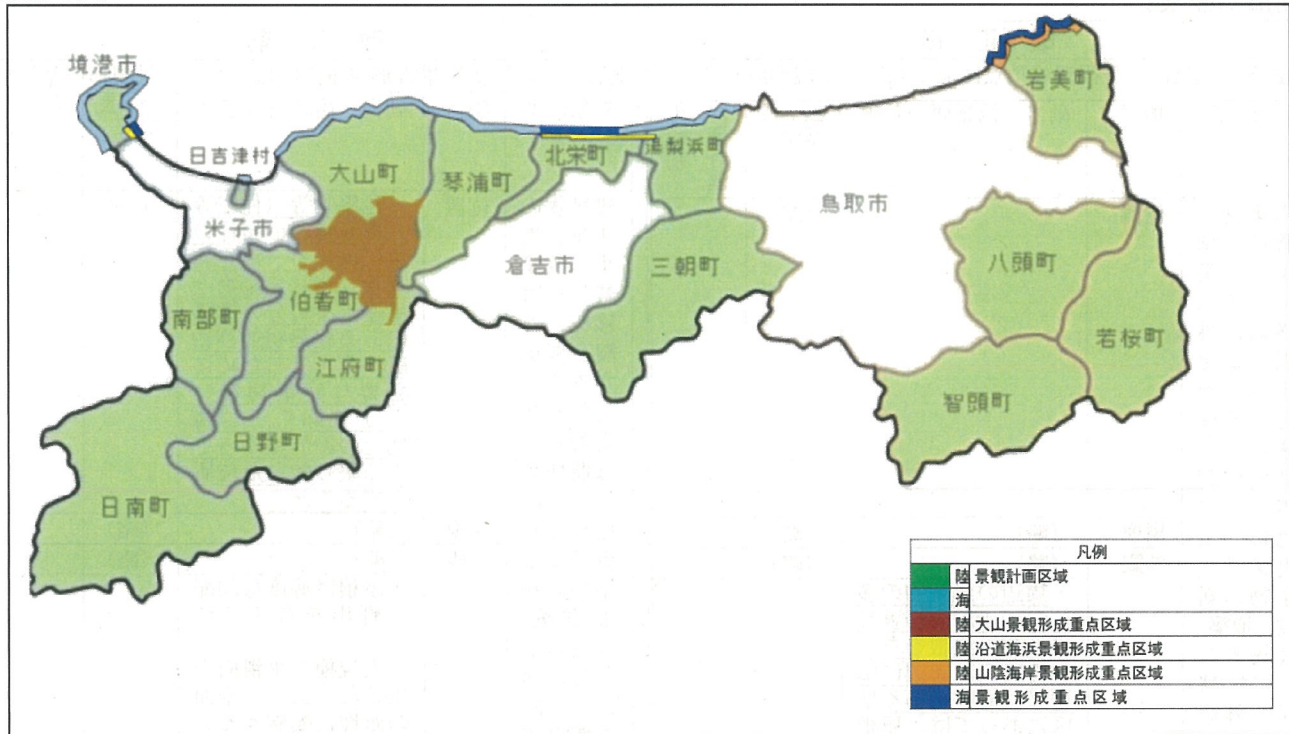 境港市
岩美町
日吉津村
大山町
琴浦町
北栄町
湯梨浜町
米子市
鳥取市
倉吉市
三朝町
八頭町
南部町
伯耆町
江府町
若桜町
智頭町
日野町
日南町
凡例
陸 景観計画区域
海
陸 大山景観形成重点区域
陸 沿道海浜景観形成重点区域
陸 山陰海岸景観形成重点区域
海 景観形成重点区域